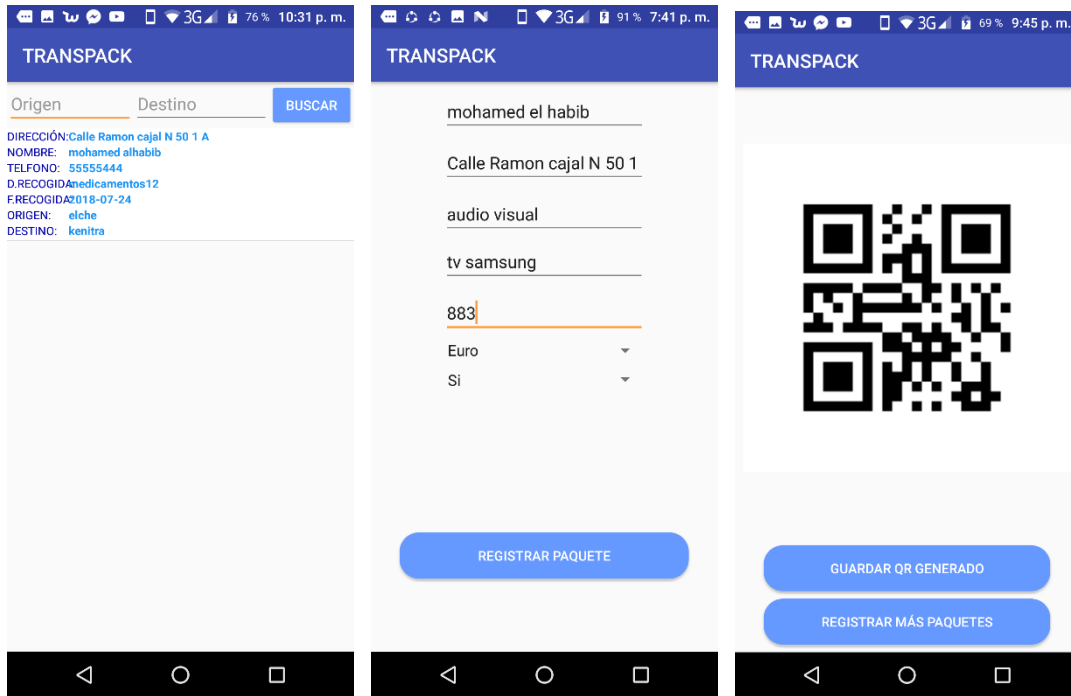 76 % 10:31 p. m.
3G
TRANSPACK
Origen Destino BUSCAR
DIRECCIÓN:Calle Ramon cajal N 50 1 A
NOMBRE: mohamed alhabib
TELFONO: 55555444
D.RECOGIDA medicamentos12
F.RECOGIDA 2018-07-24
ORIGEN: elche
DESTINO: kenitra
3G 91 % 7:41 p. m.
TRANSPACK
mohamed el habib
Calle Ramon cajal N 50 1
audio visual
tv samsung
883
Euro
Si
REGISTRAR PAQUETE
3G 69 % 9:45 p. m.
TRANSPACK
GUARDAR QR GENERADO
REGISTRAR MÁS PAQUETES